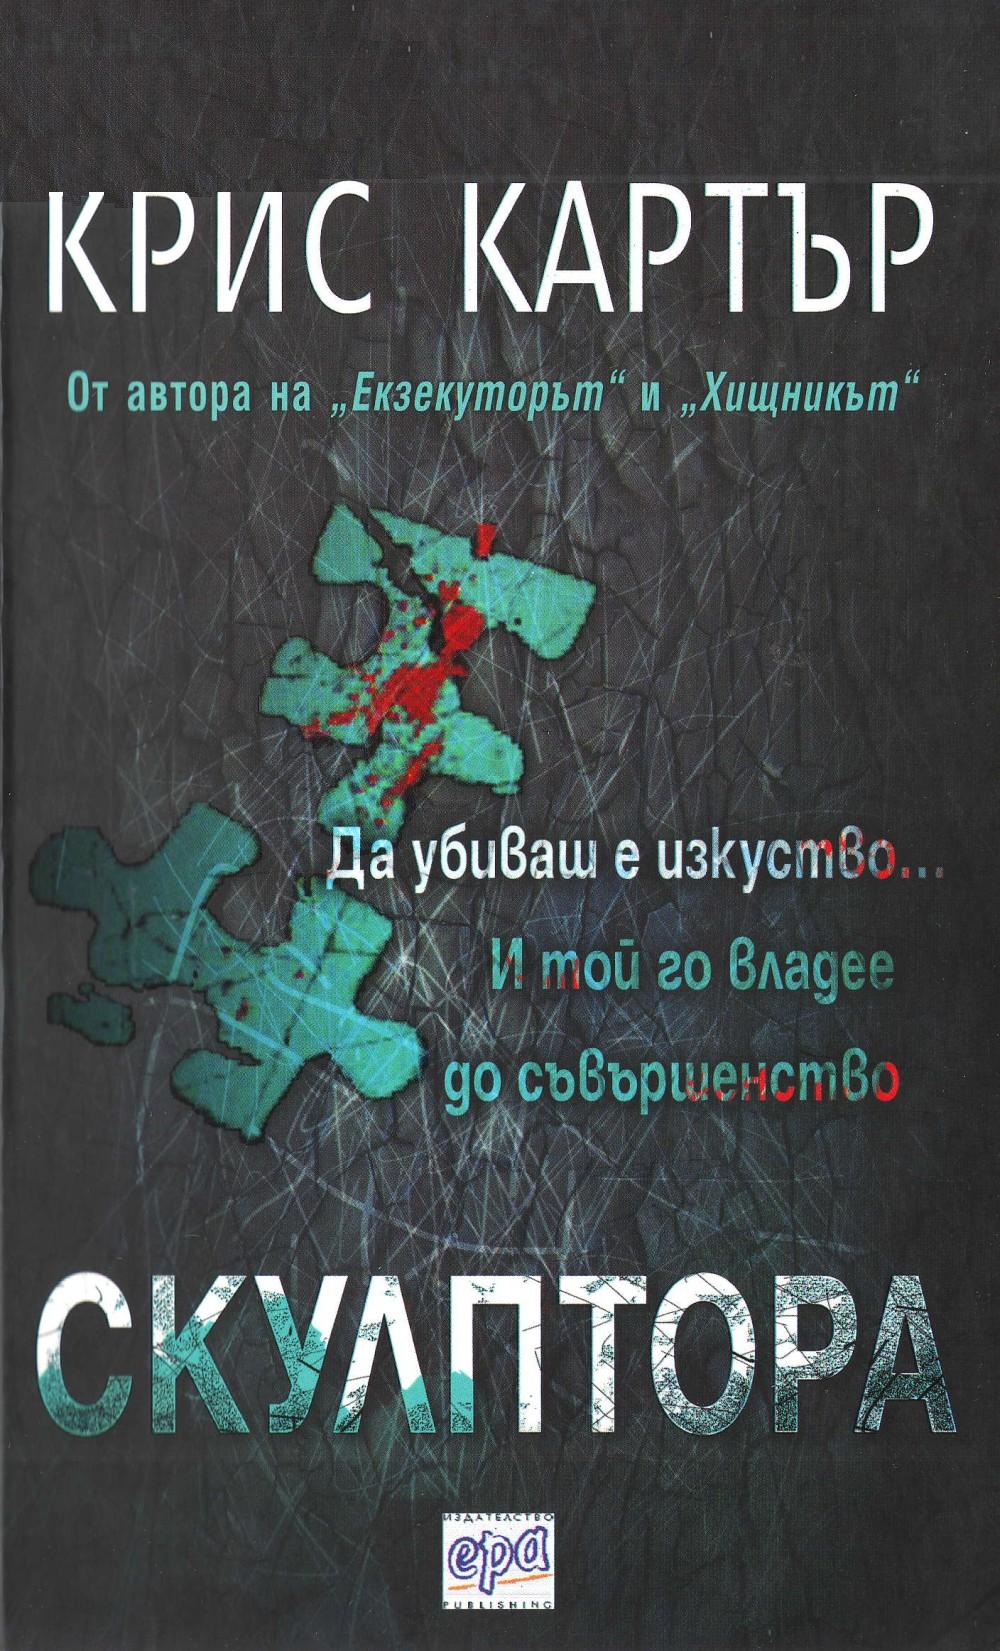 КРИС КАРТЪР
От автора на „Екзекуторът“ и „Хищникът“
Да убиваш е изкуство...
И той го владее
до съвършенство
СКУЛПТОРА
ИЗДАТЕЛСТВО
ера
PUBLISHING